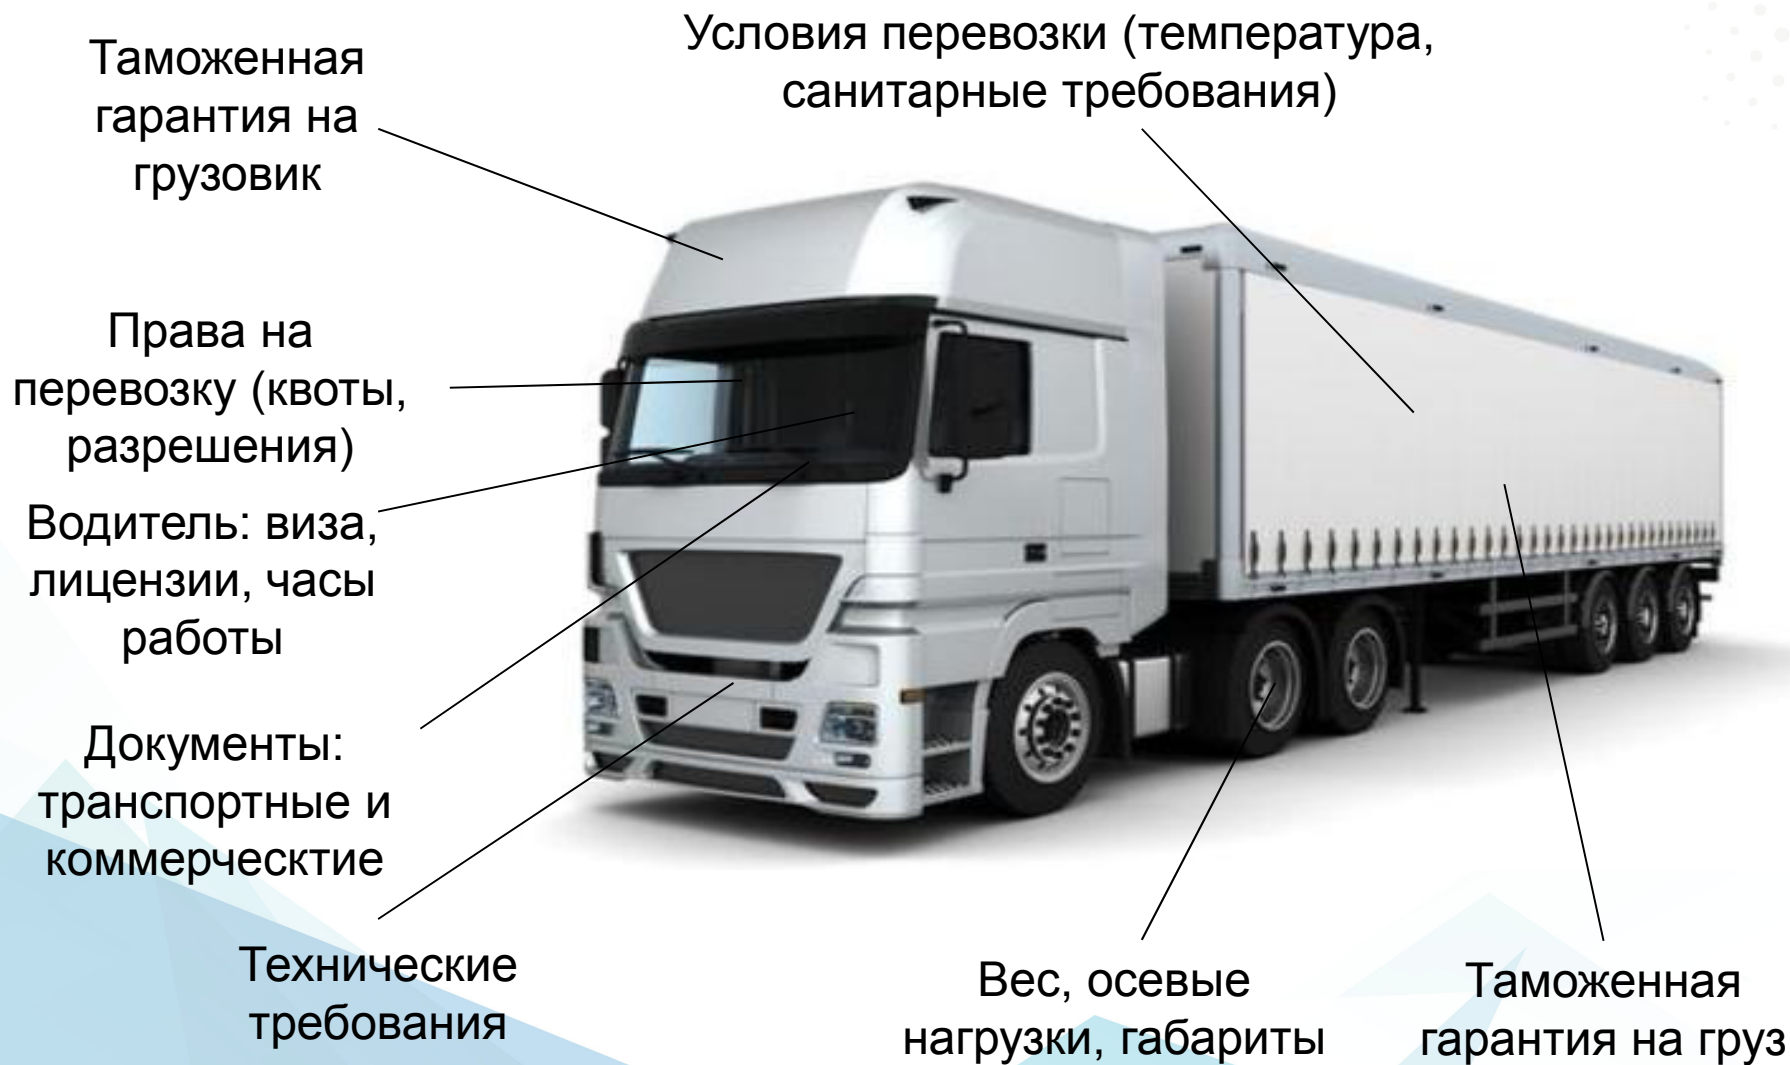 Таможенная
гарантия на
грузовик
Условия перевозки (температура,
санитарные требования)
Права на
перевозку (квоты,
разрешения)
Водитель: виза,
лицензии, часы
работы
Документы:
транспортные и
коммерческтие
Технические
требования
Вес, осевые
нагрузки, габариты
Таможенная
гарантия на груз